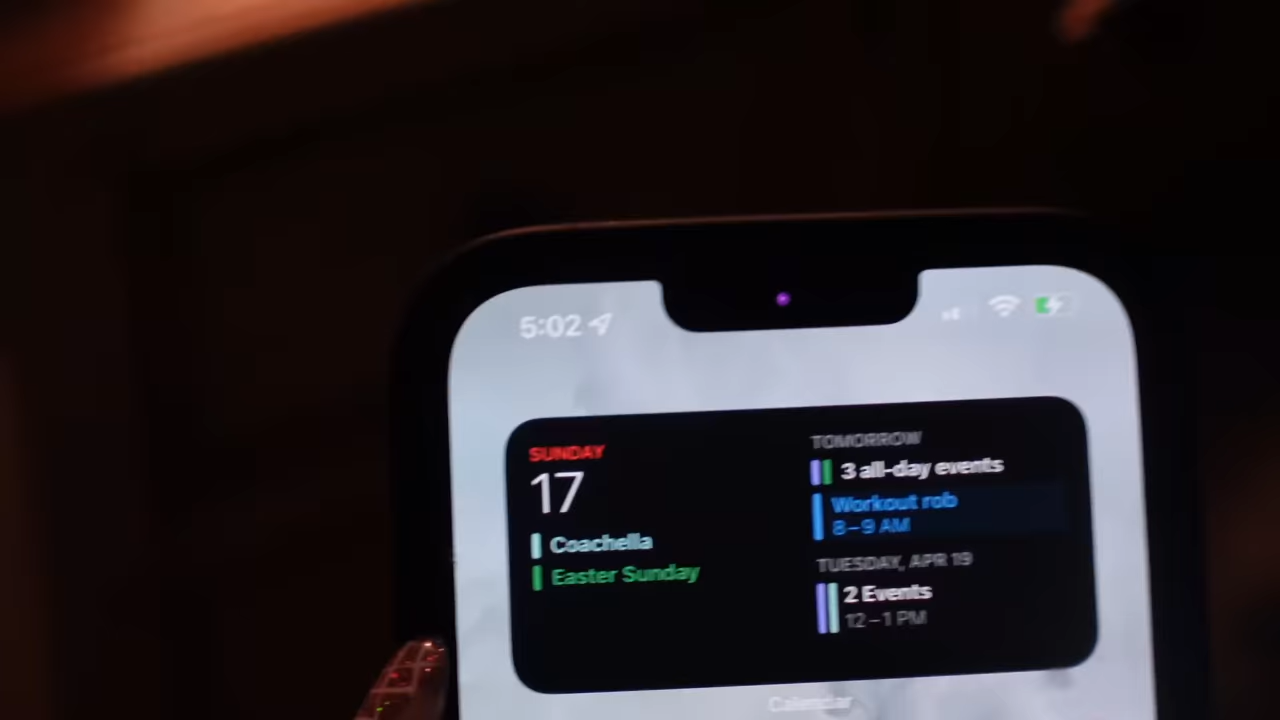 5:02
SUNDAY
17
Coachella
Easter Sunday
TOMORROW
3 all-day events
Workout rob
8–9 AM
TUESDAY, APR 19
2 Events
12–1 PM
Calendar